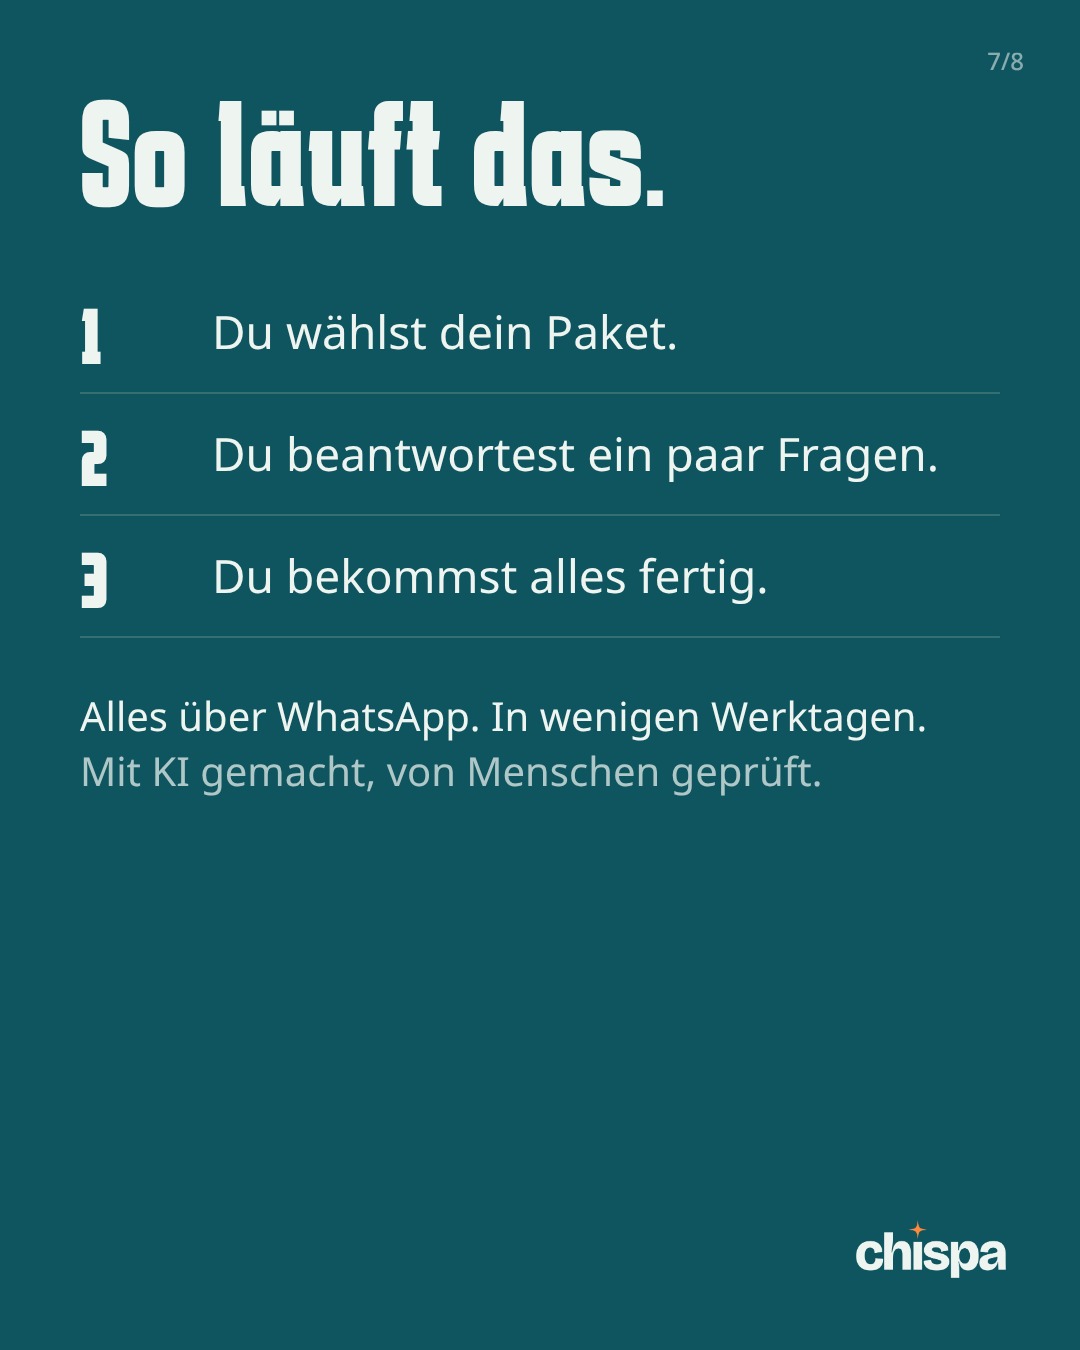 7/8
So läuft das.
1 Du wählst dein Paket.
2 Du beantwortest ein paar Fragen.
3 Du bekommst alles fertig.
Alles über WhatsApp. In wenigen Werktagen.
Mit KI gemacht, von Menschen geprüft.
chispa